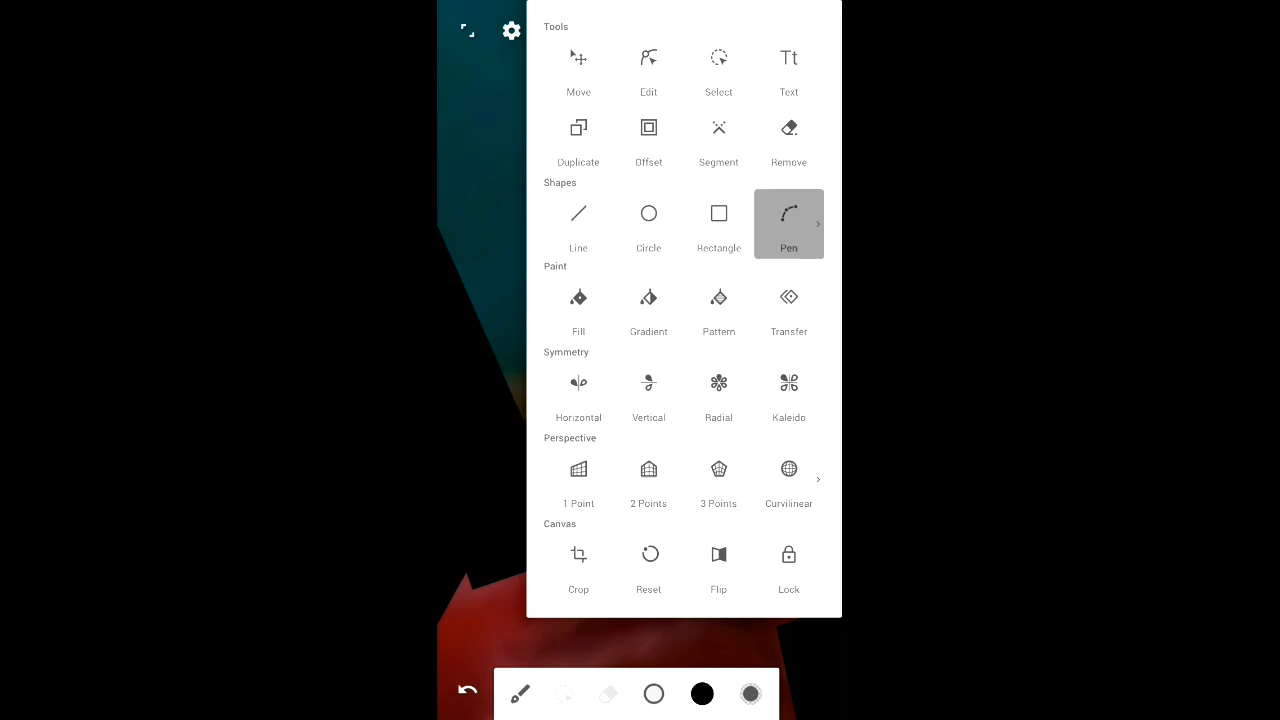 Tools
Move Edit Select Text
Duplicate Offset Segment Remove
Shapes
Line Circle Rectangle Pen
Paint
Fill Gradient Pattern Transfer
Symmetry
Horizontal Vertical Radial Kaleido
Perspective
1 Point 2 Points 3 Points Curvilinear
Canvas
Crop Reset Flip Lock